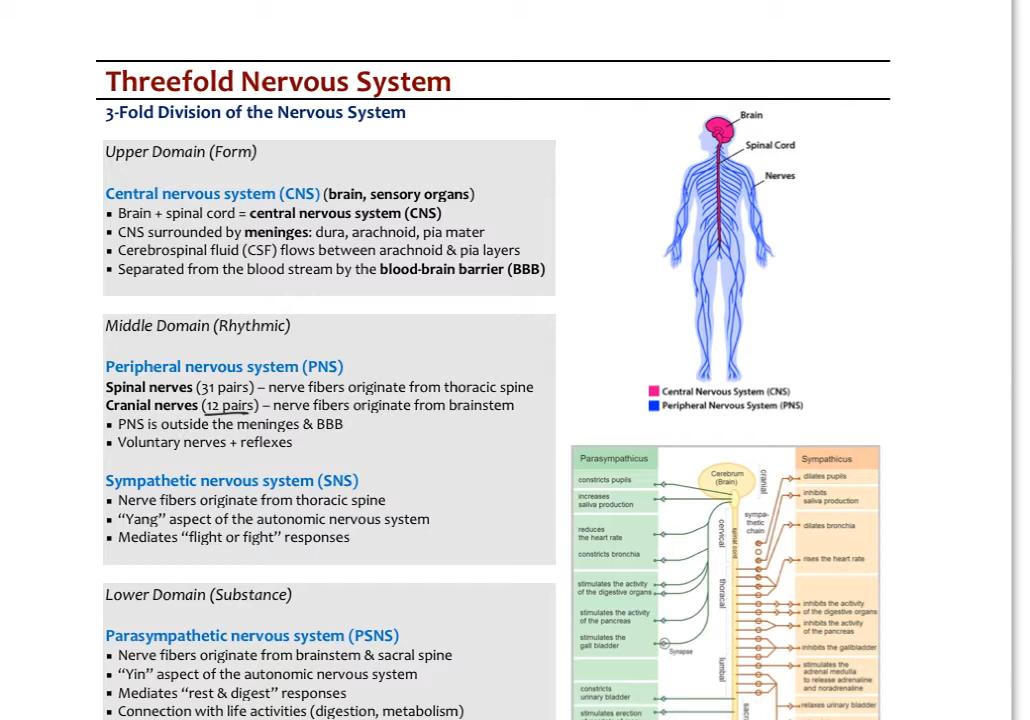 Threefold Nervous System
3-Fold Division of the Nervous System
Upper Domain (Form)
Central nervous system (CNS) (brain, sensory organs)
▪ Brain + spinal cord = central nervous system (CNS)
▪ CNS surrounded by meninges: dura, arachnoid, pia mater
▪ Cerebrospinal fluid (CSF) flows between arachnoid & pia layers
▪ Separated from the blood stream by the blood-brain barrier (BBB)
Middle Domain (Rhythmic)
Peripheral nervous system (PNS)
Spinal nerves (31 pairs) – nerve fibers originate from thoracic spine
Cranial nerves (12 pairs) – nerve fibers originate from brainstem
▪ PNS is outside the meninges & BBB
▪ Voluntary nerves + reflexes
Sympathetic nervous system (SNS)
▪ Nerve fibers originate from thoracic spine
▪ “Yang” aspect of the autonomic nervous system
▪ Mediates “flight or fight” responses
Lower Domain (Substance)
Parasympathetic nervous system (PSNS)
▪ Nerve fibers originate from brainstem & sacral spine
▪ “Yin” aspect of the autonomic nervous system
▪ Mediates “rest & digest” responses
▪ Connection with life activities (digestion, metabolism)
Brain
Spinal Cord
Nerves
Central Nervous System (CNS)
Peripheral Nervous System (PNS)
Parasympathicus
constricts pupils
increases
saliva production
reduces
the heart rate
constricts bronchia
stimulates the activity
of the digestive organs
stimulates the activity
of the pancreas
stimulates the
gall bladder
constricts
urinary bladder
stimulates erection
Cerebrum
(Brain)
cranial
sympa-
thetic
chain
cervical
spinal cord
thoracal
Synapse
lumbal
Sympathicus
dilates pupils
inhibits
saliva production
dilates bronchia
rises the heart rate
inhibits the activity
of the digestive organs
inhibits the activity
of the pancreas
inhibits the gallbladder
stimulates the
adrenal medulla
to release adrenaline
and noradrenaline
relaxes urinary bladder